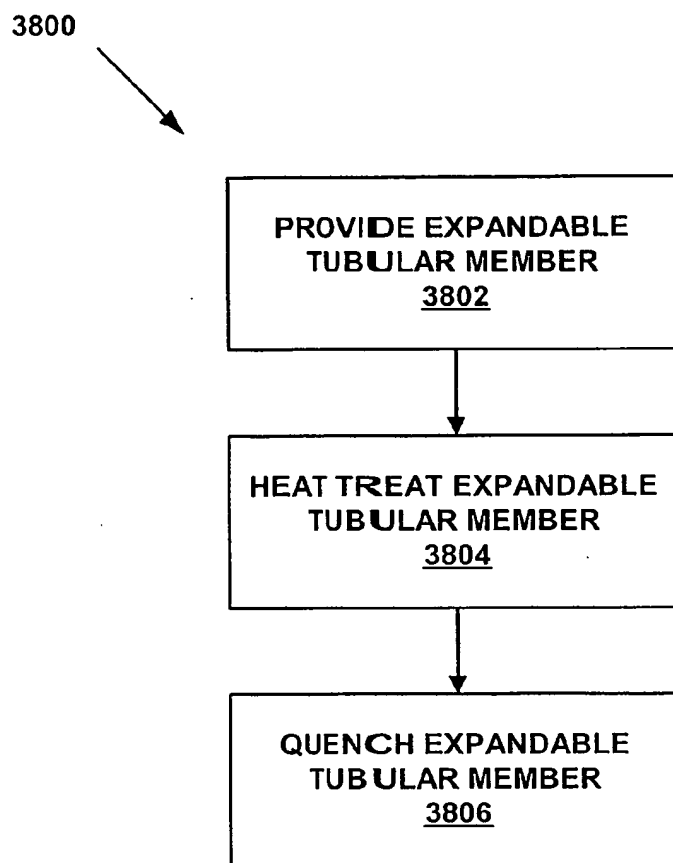 3800
PROVIDE EXPANDABLE
TUBULAR MEMBER
3802
HEAT TREAT EXPANDABLE
TUBULAR MEMBER
3804
QUENCH EXPANDABLE
TUBULAR MEMBER
3806